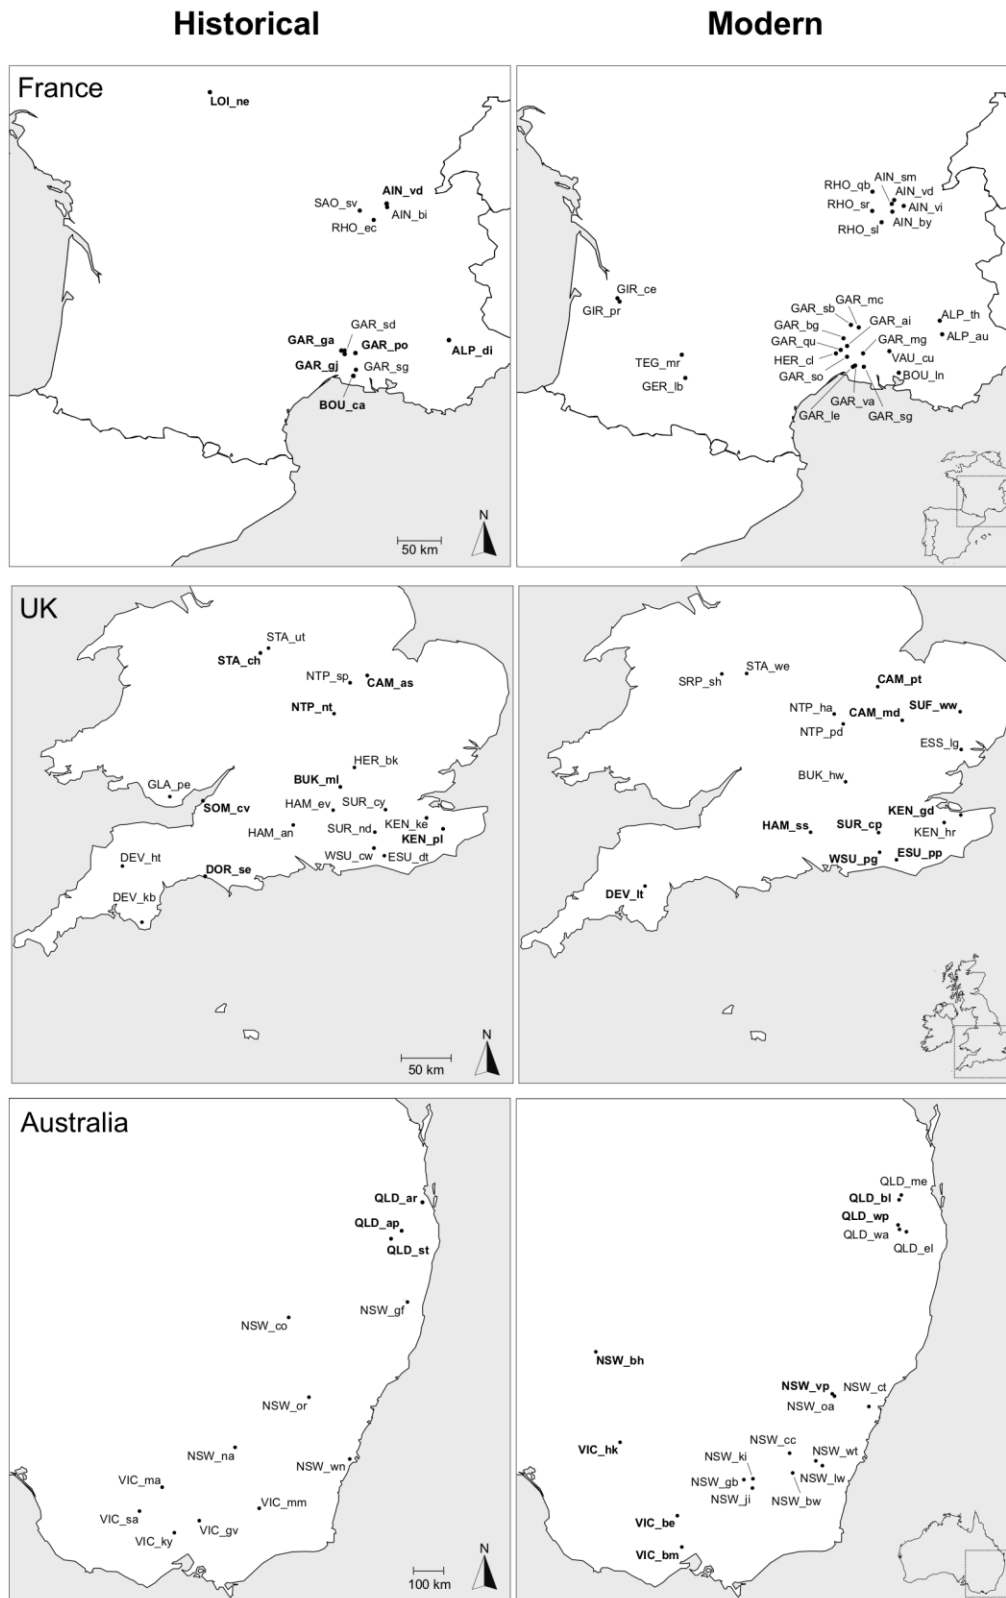 Historical
Modern
France
LOI_ne
AIN_vd
SAO_sv
AIN_bi
RHO_ec
GAR_sd
GAR_ga
GAR_po
ALP_di
GAR_gj
GAR_sg
BOU_ca
N
50 km
AIN_sm
RHO_qb
AIN_vd
RHO_sr
AIN_vi
AIN_by
RHO_sl
GIR_ce
GIR_pr
GAR_mc
GAR_sb
ALP_th
GAR_bg
GAR_ai
GAR_qu
GAR_mg
ALP_au
HER_cl
VAU_cu
TEG_mr
GAR_so
BOU_ln
GER_lb
GAR_va
GAR_le
GAR_sg
UK
STA_ut
STA_ch
NTP_sp
CAM_as
NTP_nt
HER_bk
BUK_ml
GLA_pe
SOM_cv
HAM_ev
SUR_cy
HAM_an
SUR_nd
KEN_ke
KEN_pl
WSU_cw
ESU_dt
DEV_ht
DOR_se
DEV_kb
N
50 km
SRP_sh
STA_we
CAM_pt
NTP_ha
CAM_md
SUF_ww
NTP_pd
ESS_lg
BUK_hw
KEN_gd
HAM_ss
SUR_cp
KEN_hr
WSU_pg
ESU_pp
DEV_lt
Australia
QLD_ar
QLD_ap
QLD_st
NSW_gf
NSW_co
NSW_or
NSW_na
NSW_wn
VIC_ma
VIC_mm
VIC_sa
VIC_gv
VIC_ky
N
100 km
QLD_me
QLD_bl
QLD_wp
QLD_wa
QLD_el
NSW_bh
NSW_vp
NSW_ct
NSW_oa
VIC_hk
NSW_cc
NSW_ki
NSW_wt
NSW_gb
NSW_lw
NSW_ji
NSW_bw
VIC_be
VIC_bm